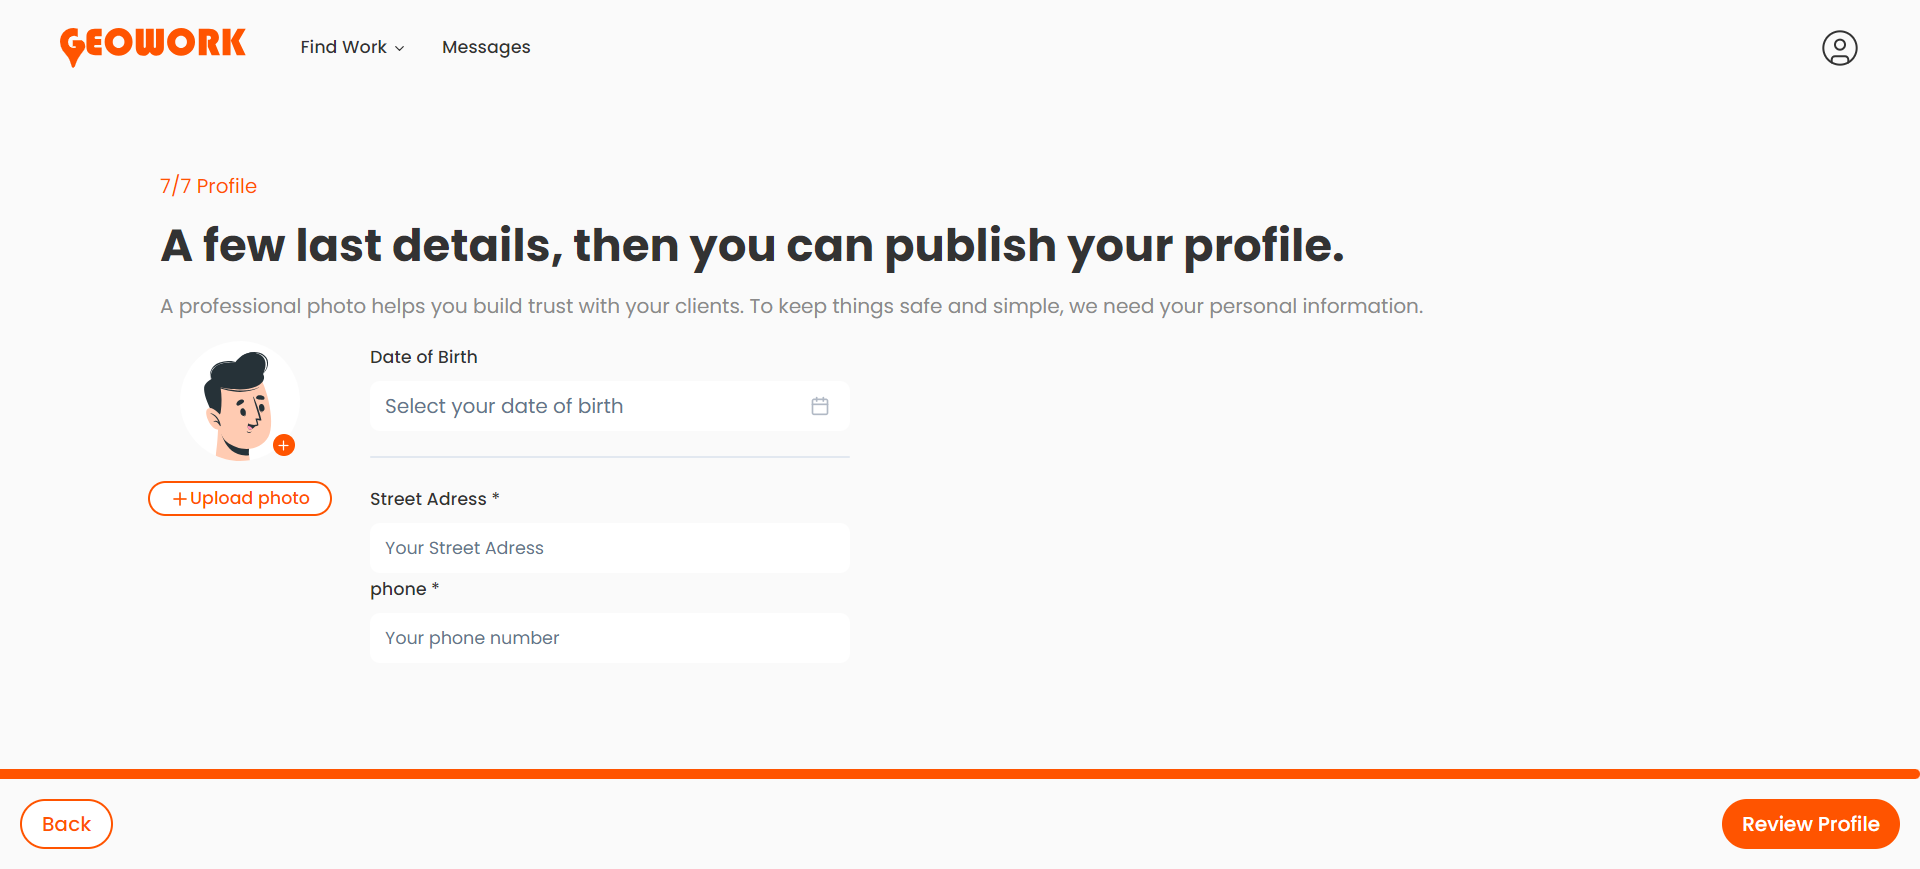 GEOWORK
Find Work
Messages
7/7 Profile
A few last details, then you can publish your profile.
A professional photo helps you build trust with your clients. To keep things safe and simple, we need your personal information.
Date of Birth
Select your date of birth
+Upload photo
Street Adress *
Your Street Adress
phone *
Your phone number
Back
Review Profile